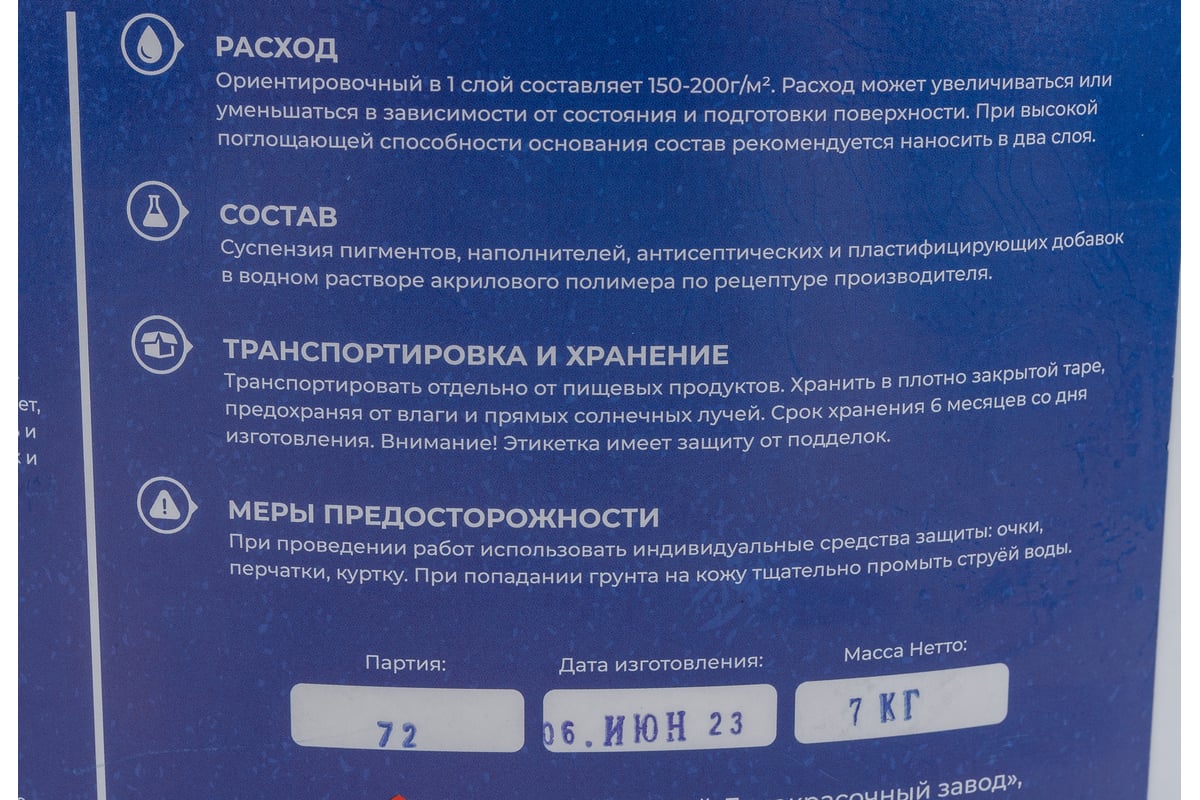 РАСХОД
Ориентировочный в 1 слой составляет 150-200г/м². Расход может увеличиваться или
уменьшаться в зависимости от состояния и подготовки поверхности. При высокой
поглощающей способности основания состав рекомендуется наносить в два слоя.
СОСТАВ
Суспензия пигментов, наполнителей, антисептических и пластифицирующих добавок
в водном растворе акрилового полимера по рецептуре производителя.
ТРАНСПОРТИРОВКА И ХРАНЕНИЕ
Транспортировать отдельно от пищевых продуктов. Хранить в плотно закрытой таре,
предохраняя от влаги и прямых солнечных лучей. Срок хранения 6 месяцев со дня
изготовления. Внимание! Этикетка имеет защиту от подделок.
МЕРЫ ПРЕДОСТОРОЖНОСТИ
При проведении работ использовать индивидуальные средства защиты: очки,
перчатки, куртку. При попадании грунта на кожу тщательно промыть струёй воды.
Партия:
72
Дата изготовления:
06. ИЮН 23
Масса Нетто:
7 КГ
завод»,